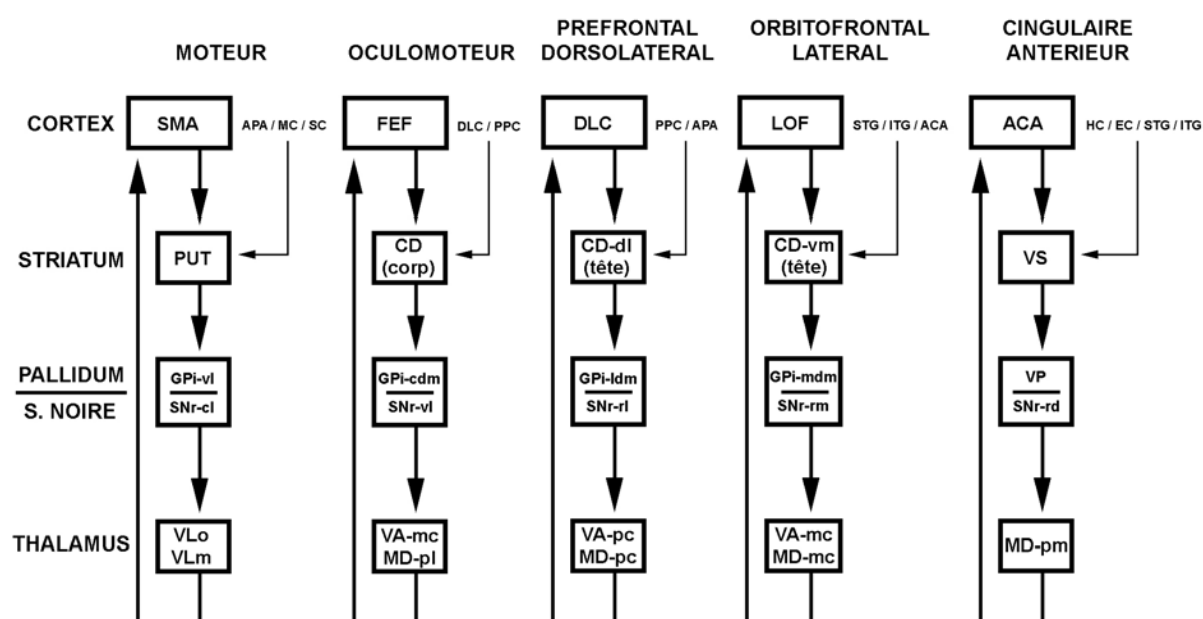 MOTEUR
OCULOMOTEUR
PREFRONTAL
DORSOLATERAL
ORBITOFRONTAL
LATERAL
CINGULAIRE
ANTERIEUR
CORTEX
SMA
APA / MC / SC
FEF
DLC / PPC
DLC
PPC / APA
LOF
STG / ITG / ACA
ACA
HC / EC / STG / ITG
STRIATUM
PUT
CD
(corp)
CD-dl
(tête)
CD-vm
(tête)
VS
PALLIDUM
S. NOIRE
GPi-vl
SNr-cl
GPi-cdm
SNr-vl
GPi-ldm
SNr-rl
GPi-mdm
SNr-rm
VP
SNr-rd
THALAMUS
VLo
VLm
VA-mc
MD-pl
VA-pc
MD-pc
VA-mc
MD-mc
MD-pm